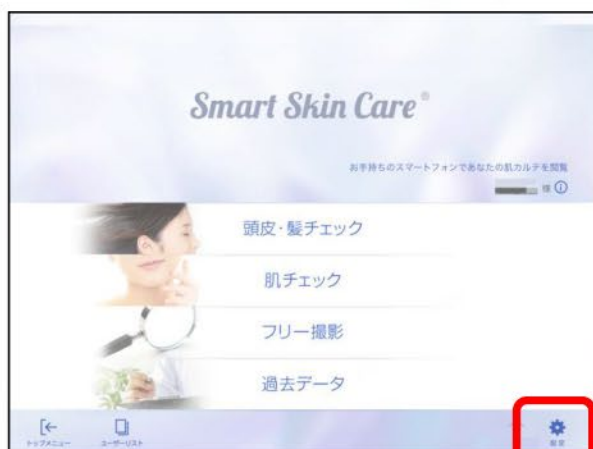 Smart Skin Care®
お手持ちのスマートフォンであなたの肌カルテを閲覧
様
頭皮・髪チェック
肌チェック
フリー撮影
過去データ
トップメニュー
ユーザーリスト
設定